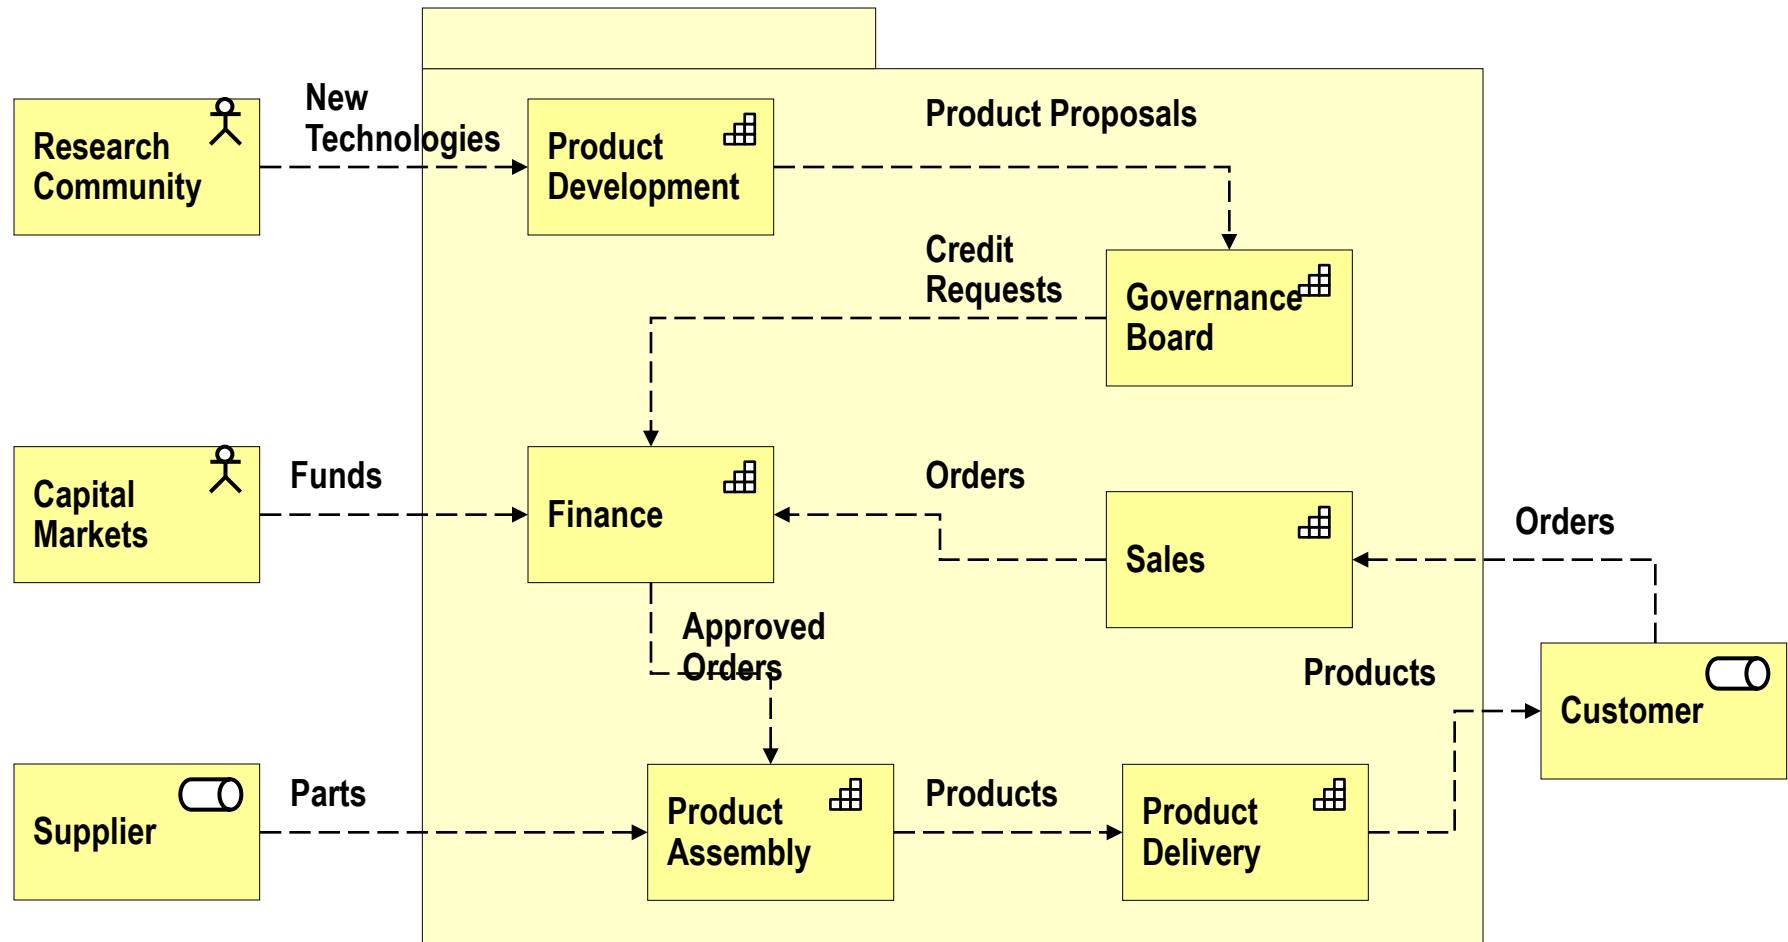 New
Technologies
Research
Community
Product
Development
Product Proposals
Credit
Requests
Governance
Board
Capital
Markets
Funds
Finance
Orders
Sales
Orders
Approved
Orders
Products
Customer
Supplier
Parts
Product
Assembly
Products
Product
Delivery